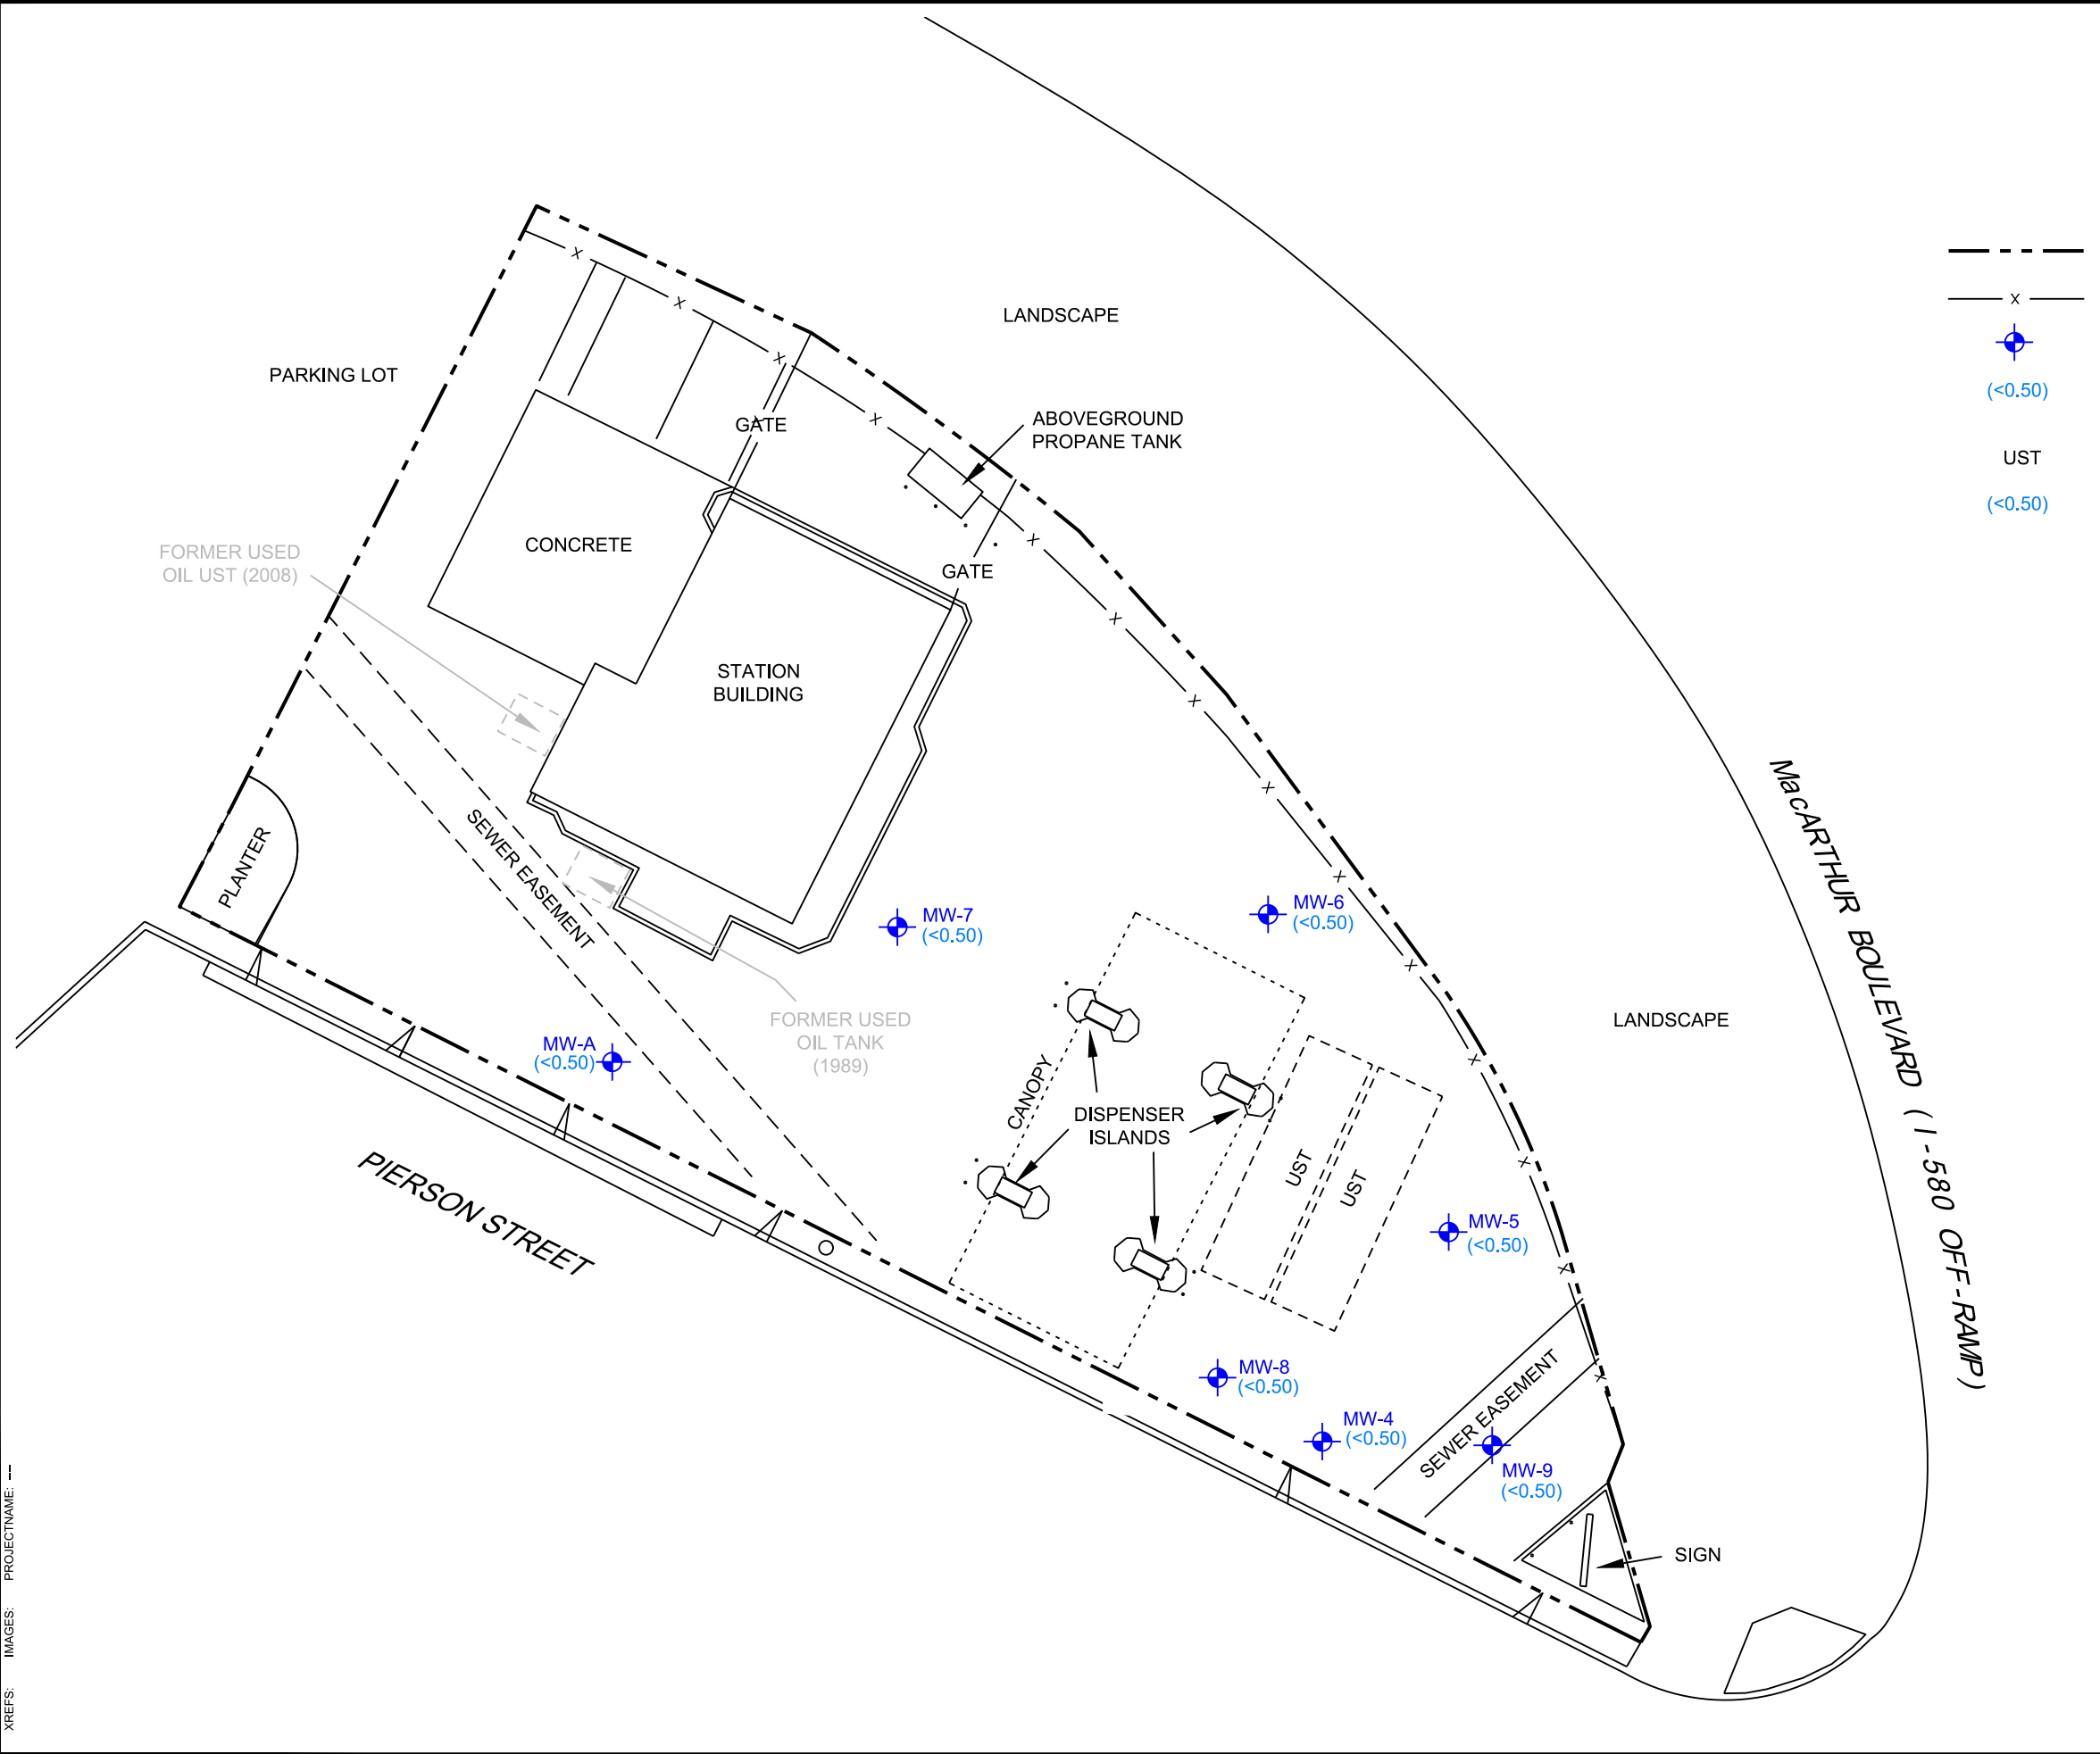 LANDSCAPE
X
X
X
X
(<0.50)
UST
(<0.50)
PARKING LOT
GATE
X
X
ABOVEGROUND
PROPANE TANK
CONCRETE
FORMER USED
OIL UST (2008)
X
GATE
X
STATION
BUILDING
X
X
MacARTHUR BOULEVARD (I-580 OFF-RAMP)
PLANTER
SEWER EASEMENT
X
MW-6
(<0.50)
MW-7
(<0.50)
X
LANDSCAPE
FORMER USED
OIL TANK
(1989)
MW-A
(<0.50)
X
CANOPY
DISPENSER
ISLANDS
UST
UST
X
PIERSON STREET
MW-5
(<0.50)
X
MW-8
(<0.50)
X
MW-4
(<0.50)
SEWER EASEMENT
MW-9
(<0.50)
SIGN
XREFS: IMAGES: PROJECTNAME: --